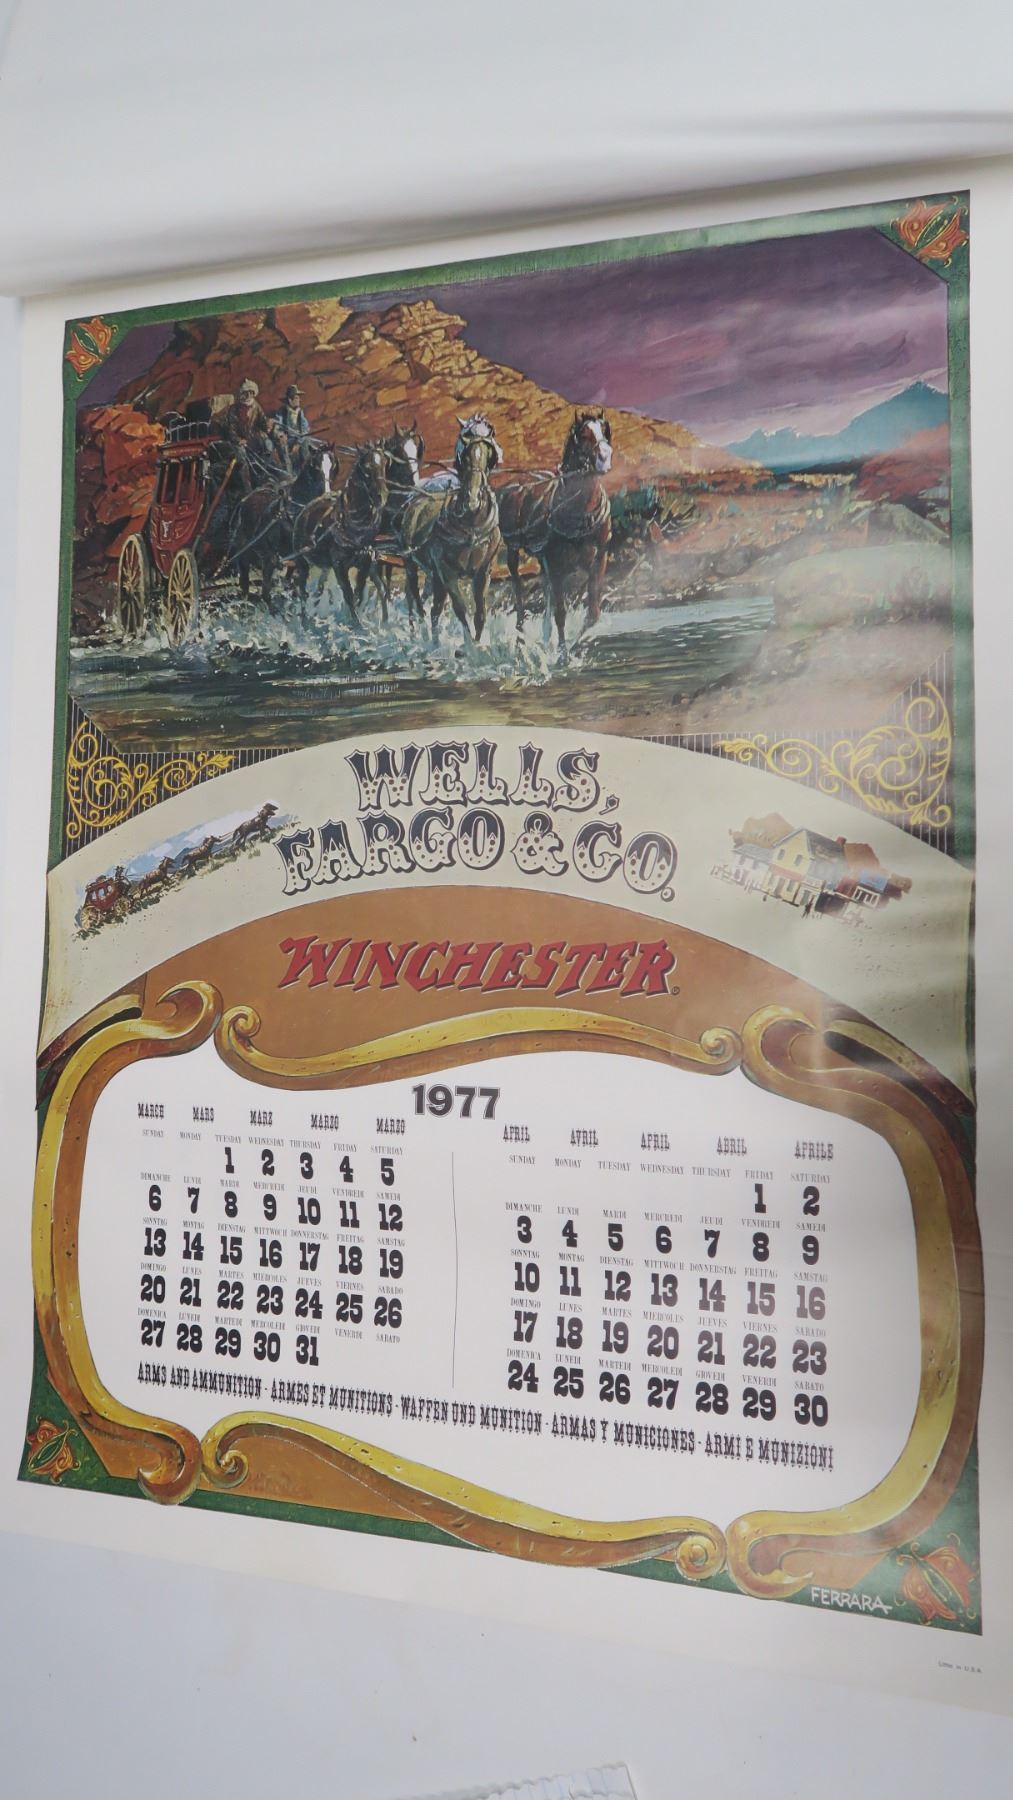 WELLS,
FARGO & CO.
WINCHESTER®
1977
MARCH MARS MARZ MARZO MARZO
SUNDAY MONDAY TUESDAY WEDNESDAY THURSDAY FRIDAY SATURDAY
1 2 3 4 5
DIMANCHE LUNDI MARDI MERCREDI JEUDI VENDREDI SAMEDI
6 7 8 9 10 11 12
SONNTAG MONTAG DIENSTAG MITTWOCH DONNERSTAG FREITAG SAMSTAG
13 14 15 16 17 18 19
DOMINGO LUNES MARTES MIERCOLES JUEVES VIERNES SABADO
20 21 22 23 24 25 26
DOMENICA LUNEDI MARTEDI MERCOLEDI GIOVEDI VENERDI SABATO
27 28 29 30 31
APRIL AVRIL APRIL ABRIL APRILE
SUNDAY MONDAY TUESDAY WEDNESDAY THURSDAY FRIDAY SATURDAY
1 2
DIMANCHE LUNDI MARDI MERCREDI JEUDI VENDREDI SAMEDI
3 4 5 6 7 8 9
SONNTAG MONTAG DIENSTAG MITTWOCH DONNERSTAG FREITAG SAMSTAG
10 11 12 13 14 15 16
DOMINGO LUNES MARTES MIERCOLES JUEVES VIERNES SABADO
17 18 19 20 21 22 23
DOMENICA LUNEDI MARTEDI MERCOLEDI GIOVEDI VENERDI SABATO
24 25 26 27 28 29 30
ARMS AND AMMUNITION - ARMES ET MUNITIONS - WAFFEN UND MUNITION - ARMAS Y MUNICIONES - ARMI E MUNIZIONI
FERRARA
Litho. in U.S.A.